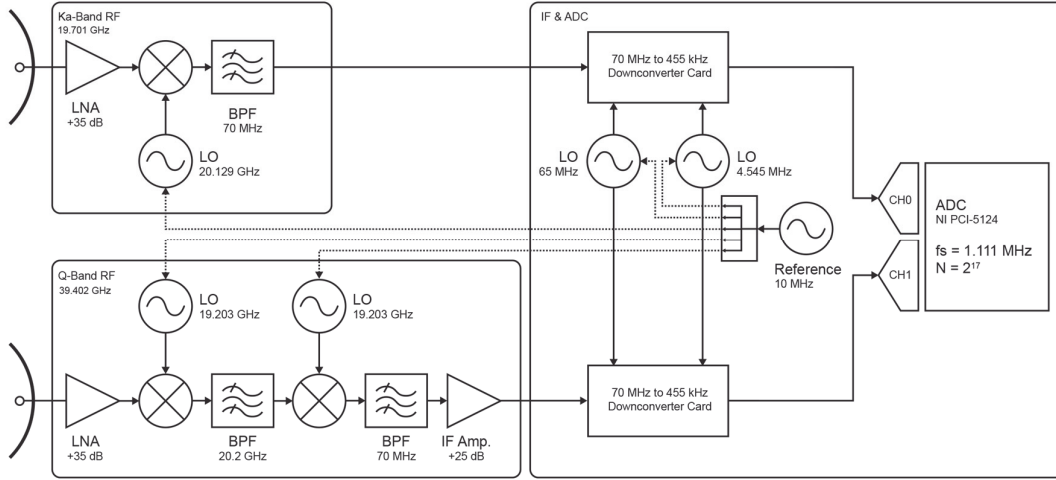 Ka-Band RF
19.701 GHz
LNA
+35 dB
BPF
70 MHz
LO
20.129 GHz
IF & ADC
70 MHz to 455 kHz
Downconverter Card
LO
65 MHz
LO
4.545 MHz
Reference
10 MHz
CH0
CH1
ADC
NI PCI-5124
fs = 1.111 MHz
N = 2¹⁷
Q-Band RF
39.402 GHz
LO
19.203 GHz
LO
19.203 GHz
LNA
+35 dB
BPF
20.2 GHz
BPF
70 MHz
IF Amp.
+25 dB
70 MHz to 455 kHz
Downconverter Card